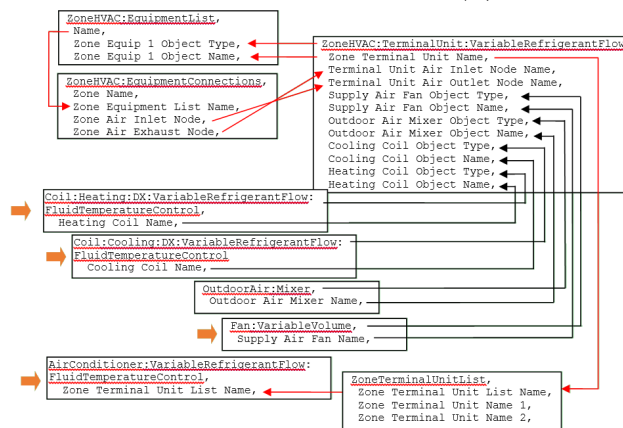 ZoneHVAC:EquipmentList,
Name,
Zone Equip 1 Object Type,
Zone Equip 1 Object Name,
ZoneHVAC:EquipmentConnections,
Zone Name,
Zone Equipment List Name,
Zone Air Inlet Node,
Zone Air Exhaust Node,
ZoneHVAC:TerminalUnit:VariableRefrigerantFlow
Zone Terminal Unit Name,
Terminal Unit Air Inlet Node Name,
Terminal Unit Air Outlet Node Name,
Supply Air Fan Object Type,
Supply Air Fan Object Name,
Outdoor Air Mixer Object Type,
Outdoor Air Mixer Object Name,
Cooling Coil Object Type,
Cooling Coil Object Name,
Heating Coil Object Type,
Heating Coil Object Name,
Coil:Heating:DX:VariableRefrigerantFlow:
FluidTemperatureControl,
Heating Coil Name,
Coil:Cooling:DX:VariableRefrigerantFlow:
FluidTemperatureControl
Cooling Coil Name,
OutdoorAir:Mixer,
Outdoor Air Mixer Name,
Fan:VariableVolume,
Supply Air Fan Name,
AirConditioner:VariableRefrigerantFlow:
FluidTemperatureControl,
Zone Terminal Unit List Name,
ZoneTerminalUnitList,
Zone Terminal Unit List Name,
Zone Terminal Unit Name 1,
Zone Terminal Unit Name 2,